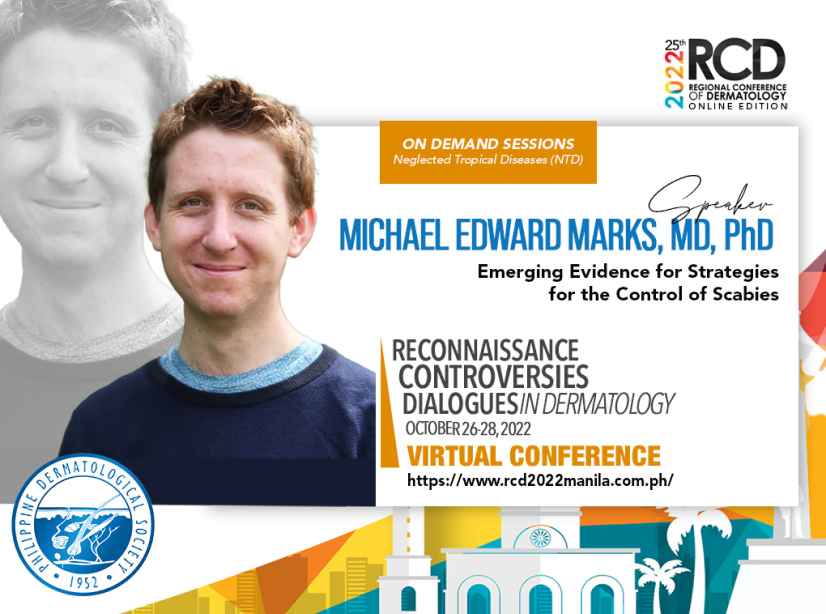 25th
2022
RCD
REGIONAL CONFERENCE
OF DERMATOLOGY
ONLINE EDITION
ON DEMAND SESSIONS
Neglected Tropical Diseases (NTD)
Speaker
MICHAEL EDWARD MARKS, MD, PhD
Emerging Evidence for Strategies
for the Control of Scabies
RECONNAISSANCE
CONTROVERSIES
DIALOGUES IN DERMATOLOGY
OCTOBER 26-28, 2022
VIRTUAL CONFERENCE
https://www.rcd2022manila.com.ph/
PHILIPPINE DERMATOLOGICAL SOCIETY
• 1952 •